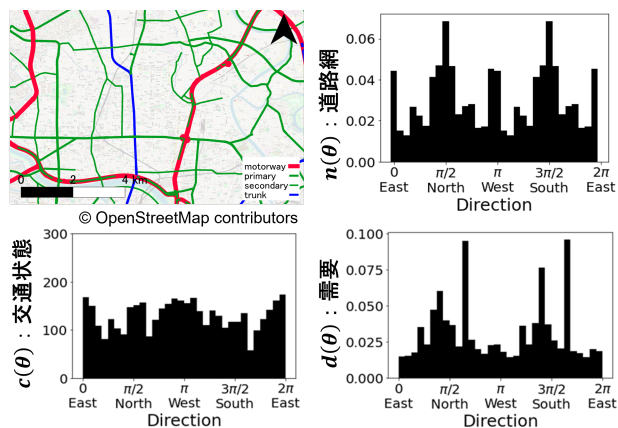 motorway
primary
secondary
trunk
0 2 4 km
© OpenStreetMap contributors
n(θ) : 道路網
0.06
0.04
0.02
0.00
0 π/2 π 3π/2 2π
East North West South East
Direction
c(θ) : 交通状態
300
200
100
0
0 π/2 π 3π/2 2π
East North West South East
Direction
d(θ) : 需要
0.100
0.075
0.050
0.025
0.000
0 π/2 π 3π/2 2π
East North West South East
Direction